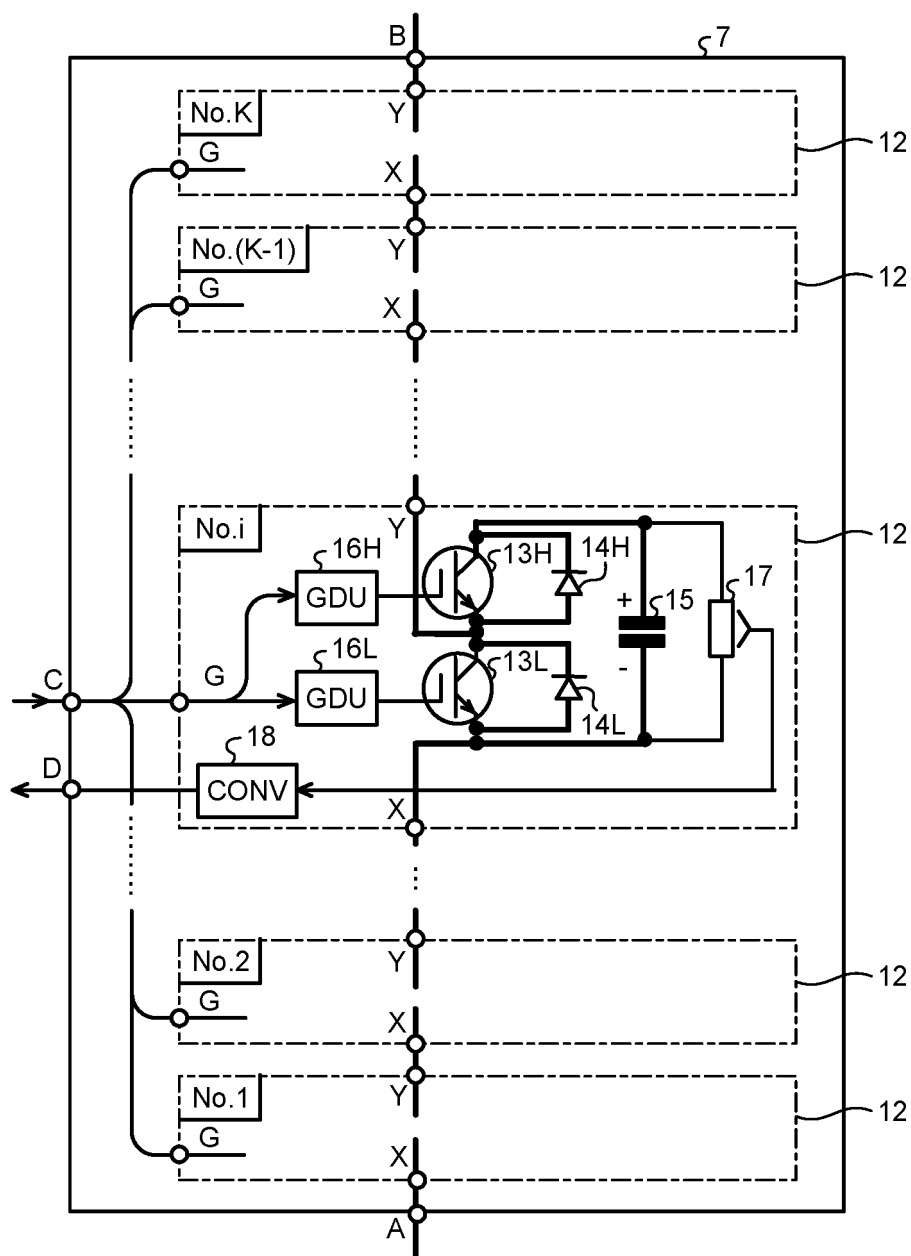 B
7
No.K
Y
12
G
X
No.(K-1)
Y
12
G
X
No.i
Y
12
16H
13H
14H
17
GDU
+
15
16L
13L
-
C
G
GDU
14L
18
D
CONV
X
No.2
Y
12
G
X
No.1
Y
12
G
X
A